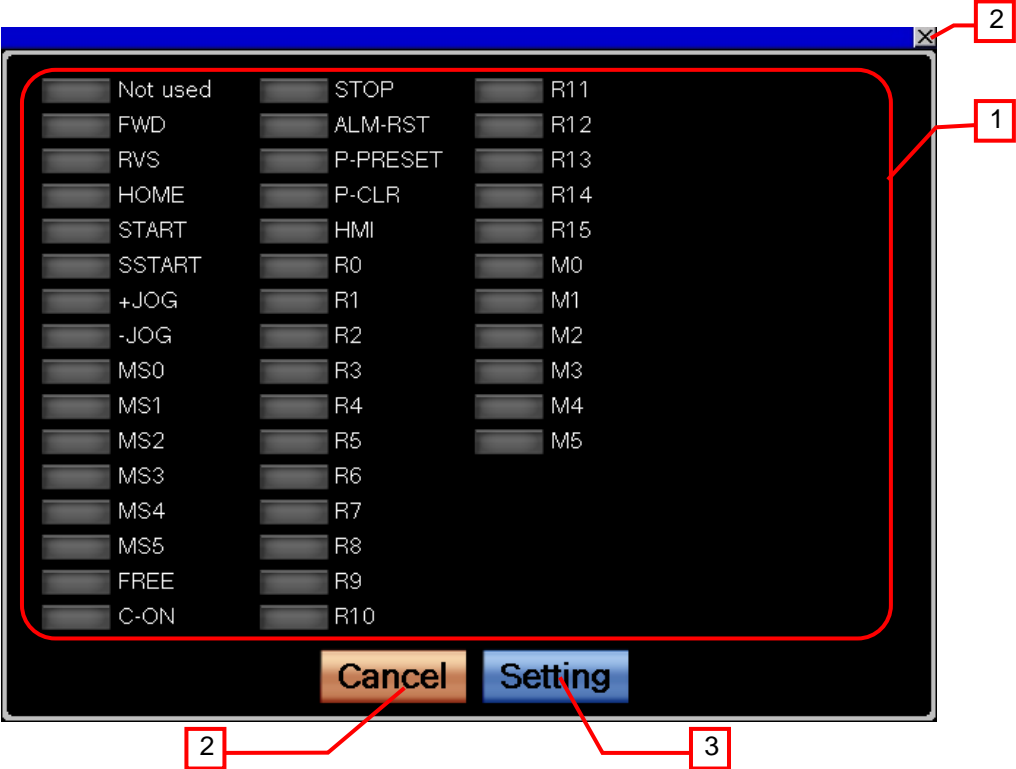 2
1
Not used
FWD
RVS
HOME
START
SSTART
+JOG
-JOG
MS0
MS1
MS2
MS3
MS4
MS5
FREE
C-ON
STOP
ALM-RST
P-PRESET
P-CLR
HMI
R0
R1
R2
R3
R4
R5
R6
R7
R8
R9
R10
R11
R12
R13
R14
R15
M0
M1
M2
M3
M4
M5
Cancel
Setting
2
3